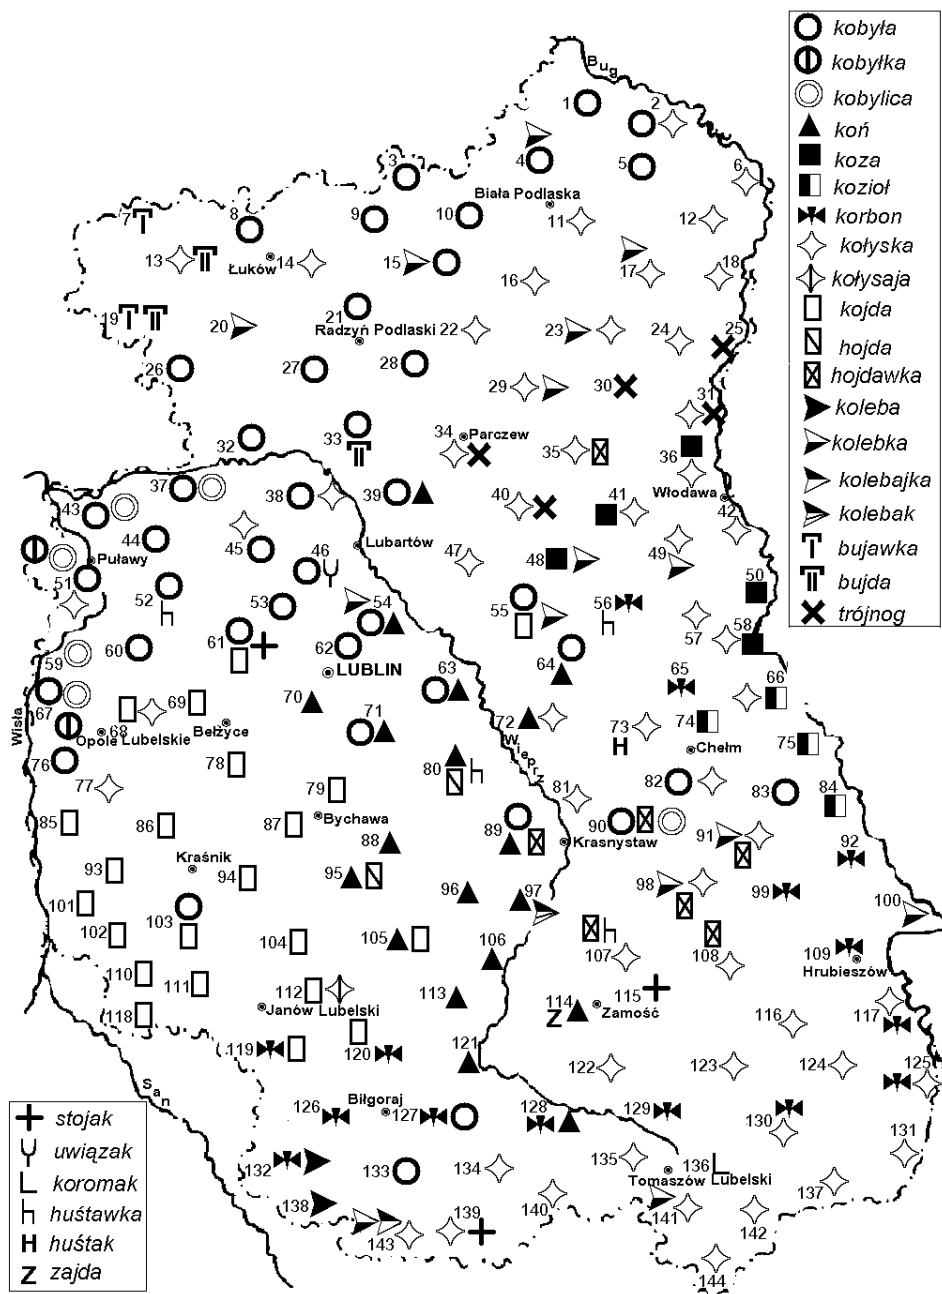 kobyła
kobyłka
kobylica
koń
koza
kozioł
korbon
kołyska
kołysaja
kojda
hojda
hojdawka
koleba
kolebka
kolebajka
kolebak
bujawka
bujda
trójnog
Bug
1
2
3
4
5
6
Biała Podlaska
7
8
9
10
11
12
13
Łuków
14
15
16
17
18
19
20
21
Radzyń Podlaski
22
23
24
25
26
27
28
29
30
31
32
33
34
Parczew
35
36
37
38
39
40
41
Włodawa
42
43
44
45
46
Lubartów
47
48
49
50
Puławy
51
52
53
54
55
56
57
58
59
60
61
62
LUBLIN
63
64
65
66
67
68
Opole Lubelskie
69
Bełżyce
70
71
72
73
74
Chełm
75
Wisła
Wieprz
76
77
78
79
80
81
82
83
84
85
86
87
Bychawa
88
89
Krasnystaw
90
91
92
93
Kraśnik
94
95
96
97
98
99
100
101
102
103
104
105
106
107
108
109
Hrubieszów
110
111
112
Janów Lubelski
113
114
115
Zamość
Z
H
116
117
118
119
120
121
122
123
124
125
San
Biłgoraj
126
127
128
129
130
131
132
133
134
135
136
Tomaszów Lubelski
137
138
139
140
141
142
143
144
stojak
uwiązak
koromak
huśtawka
H huśtak
Z zajda